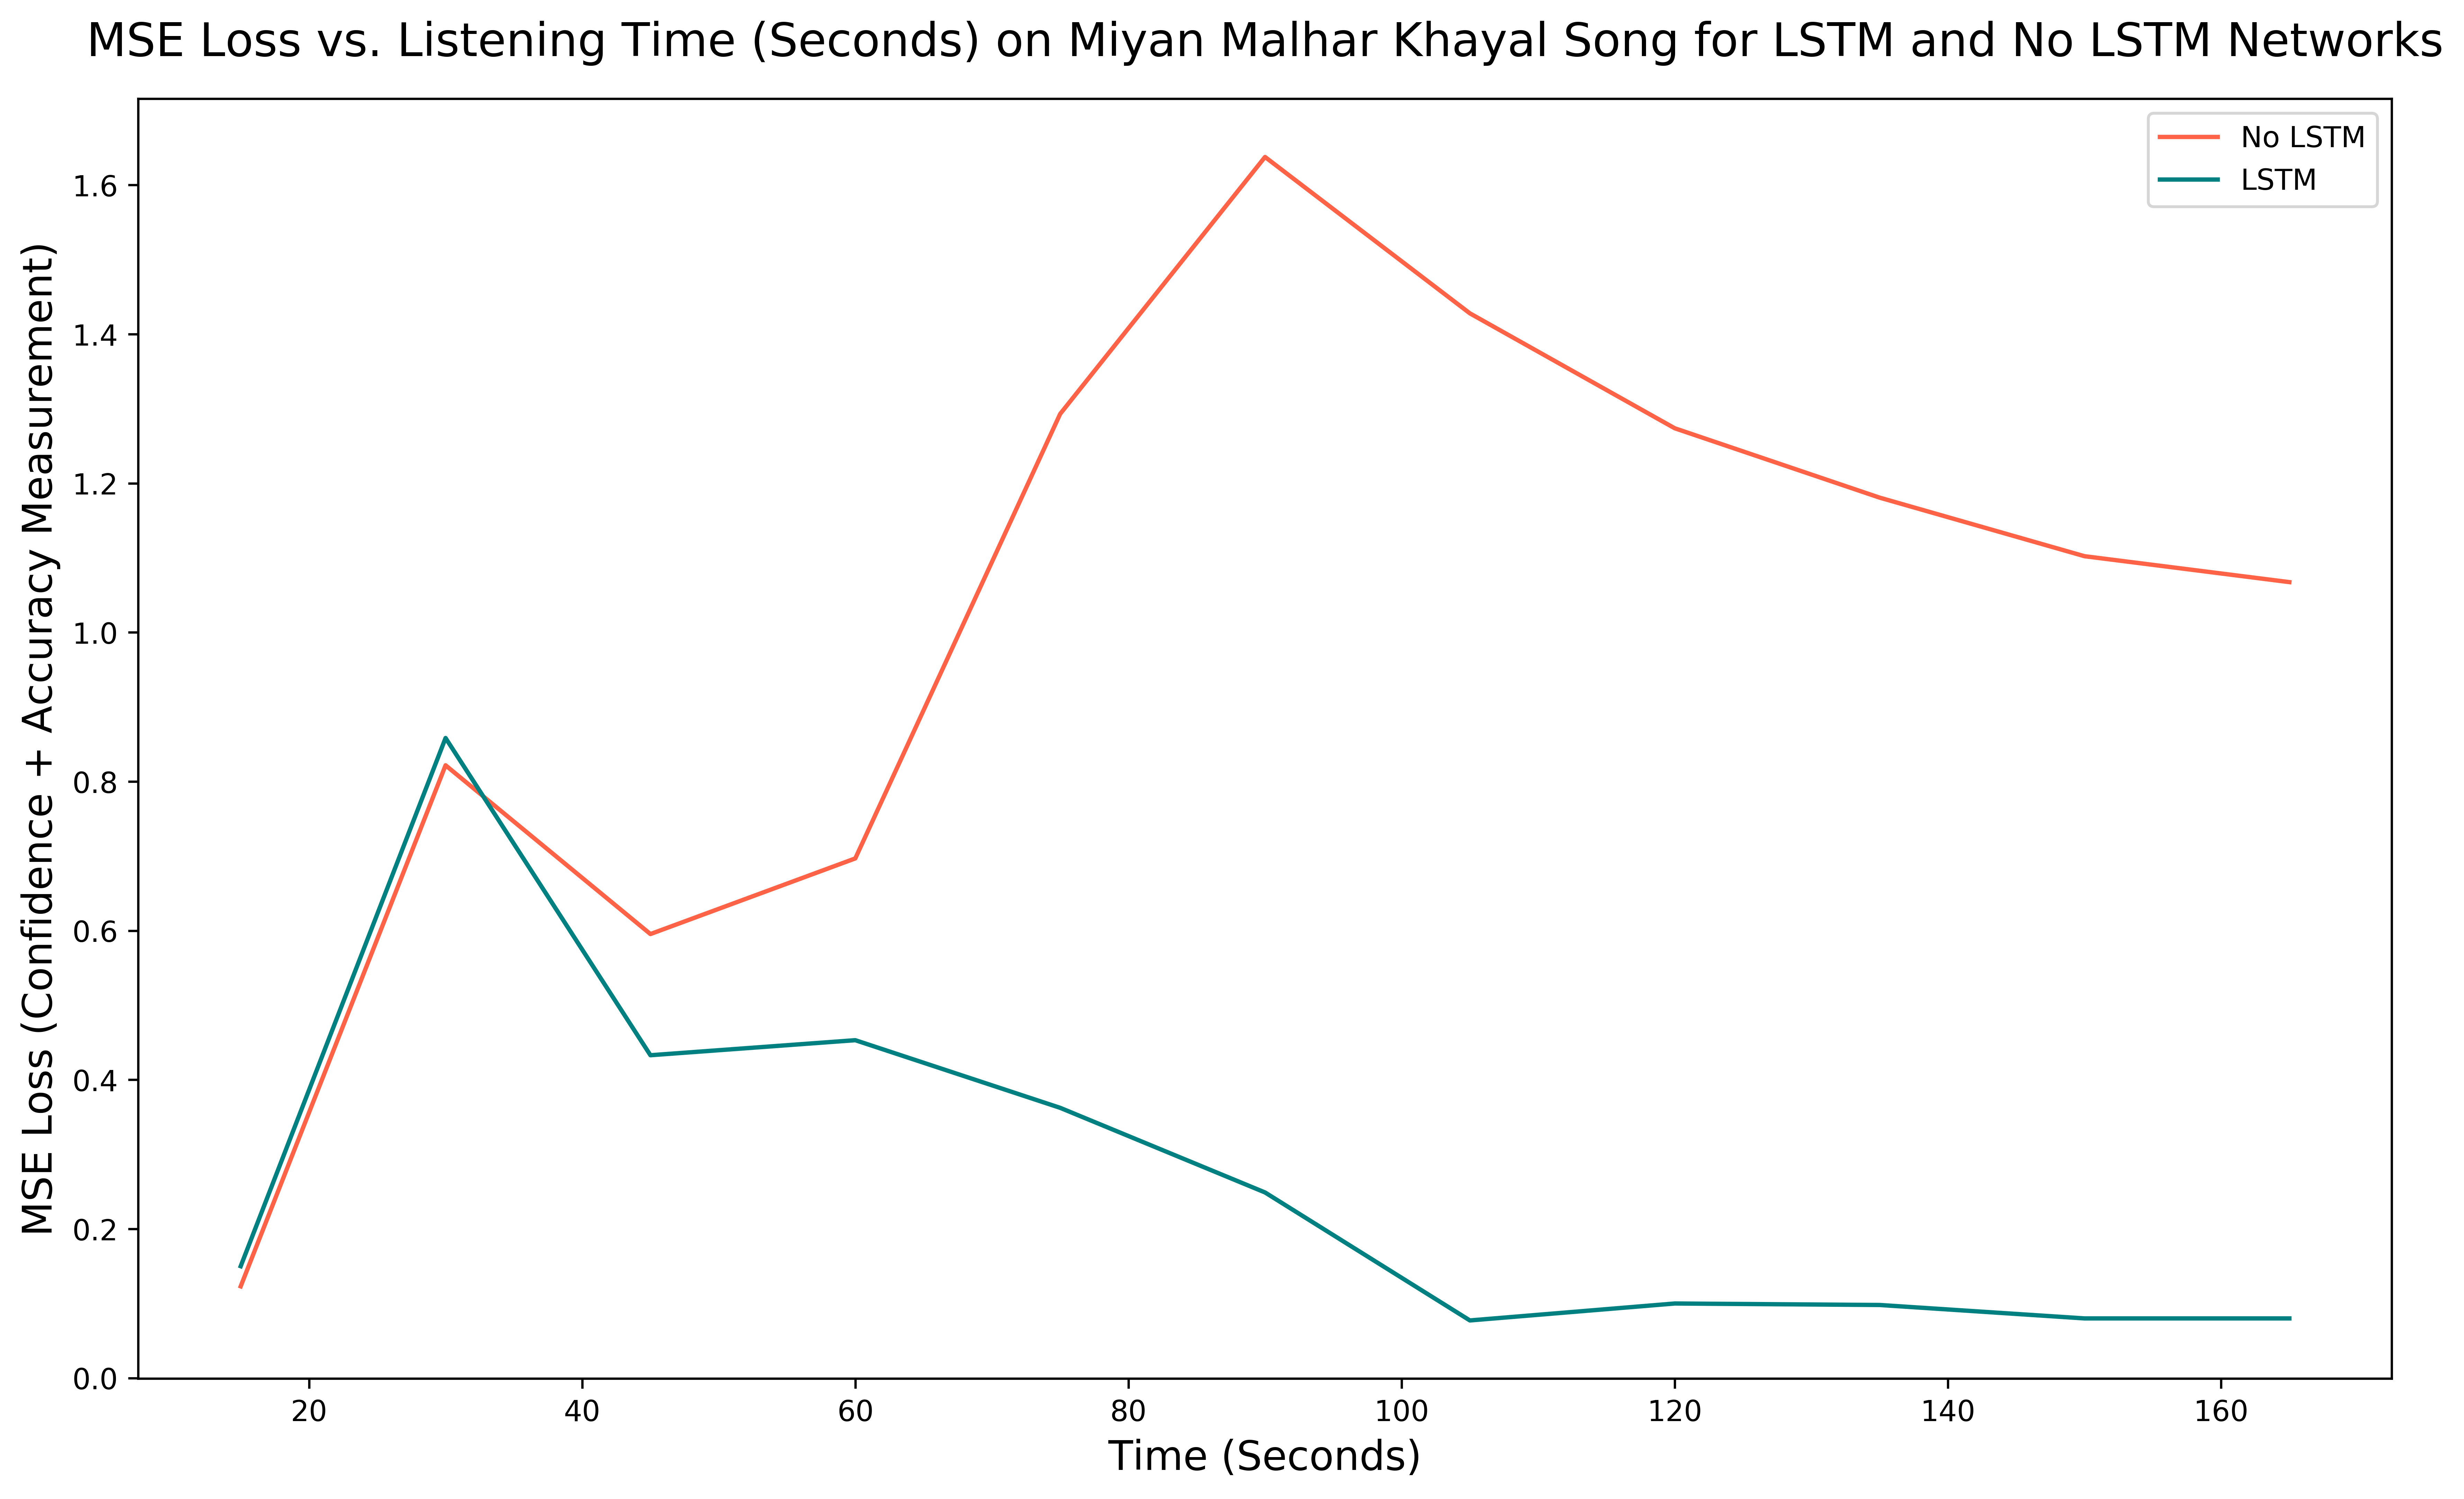 MSE Loss vs. Listening Time (Seconds) on Miyan Malhar Khayal Song for LSTM and No LSTM Networks
No LSTM
LSTM
MSE Loss (Confidence + Accuracy Measurement)
1.6
1.4
1.2
1.0
0.8
0.6
0.4
0.2
0.0
20 40 60 80 100 120 140 160
Time (Seconds)